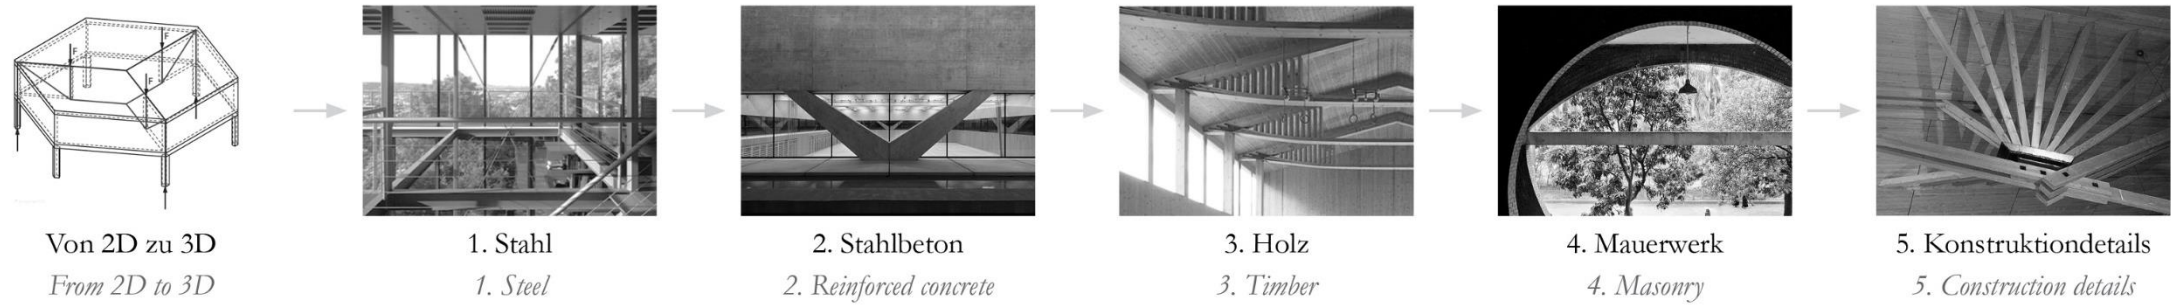 F
F
F
Von 2D zu 3D
From 2D to 3D
1. Stahl
1. Steel
2. Stahlbeton
2. Reinforced concrete
3. Holz
3. Timber
4. Mauerwerk
4. Masonry
5. Konstruktiondetails
5. Construction details